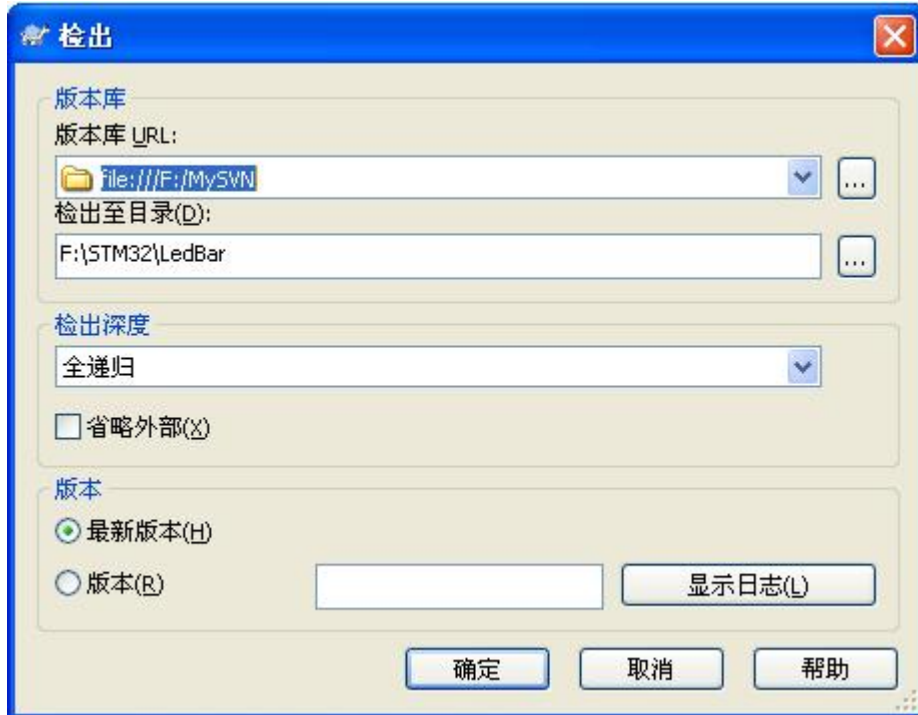 检出
版本库
版本库 URL:
file:///F:/MySVN
...
检出至目录(D):
F:\STM32\LedBar
...
检出深度
全递归
省略外部(X)
版本
最新版本(H)
版本(R)
显示日志(L)
确定 取消 帮助